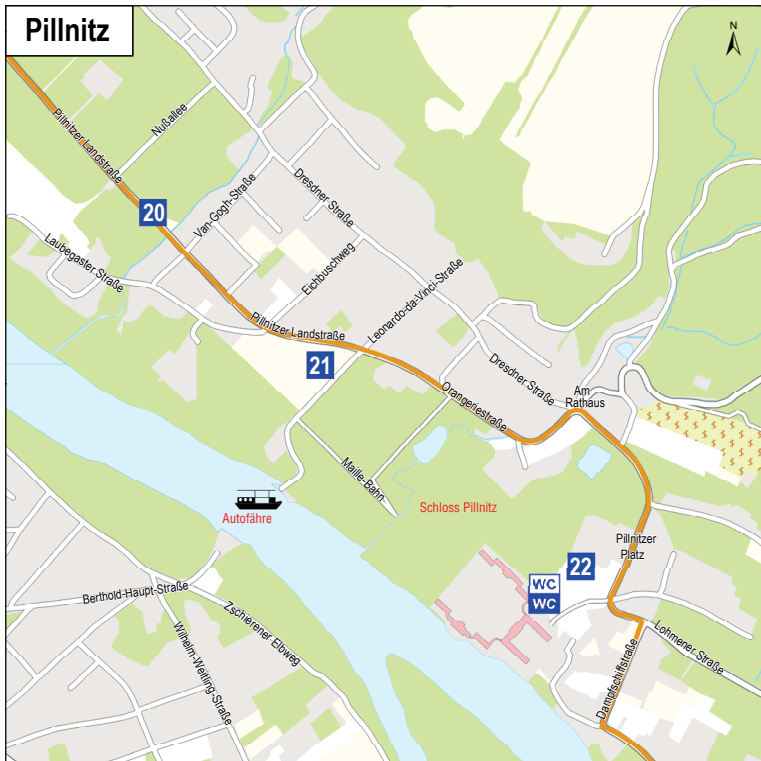 Pillnitz
N
Pillnitzer Landstraße
Nußallee
20
Van-Gogh-Straße
Dresdner Straße
Laubegaster Straße
Eichbuschweg
Leonardo-da-Vinci-Straße
Pillnitzer Landstraße
21
Dresdner Straße
Am
Rathaus
Orangeriestraße
Maille-Bahn
Autofähre
Schloss Pillnitz
Pillnitzer
Platz
22
WC
WC
Berthold-Haupt-Straße
Zschierener Elbweg
Wilhelm-Weitling-Straße
Lohmener Straße
Dampfschiffstraße